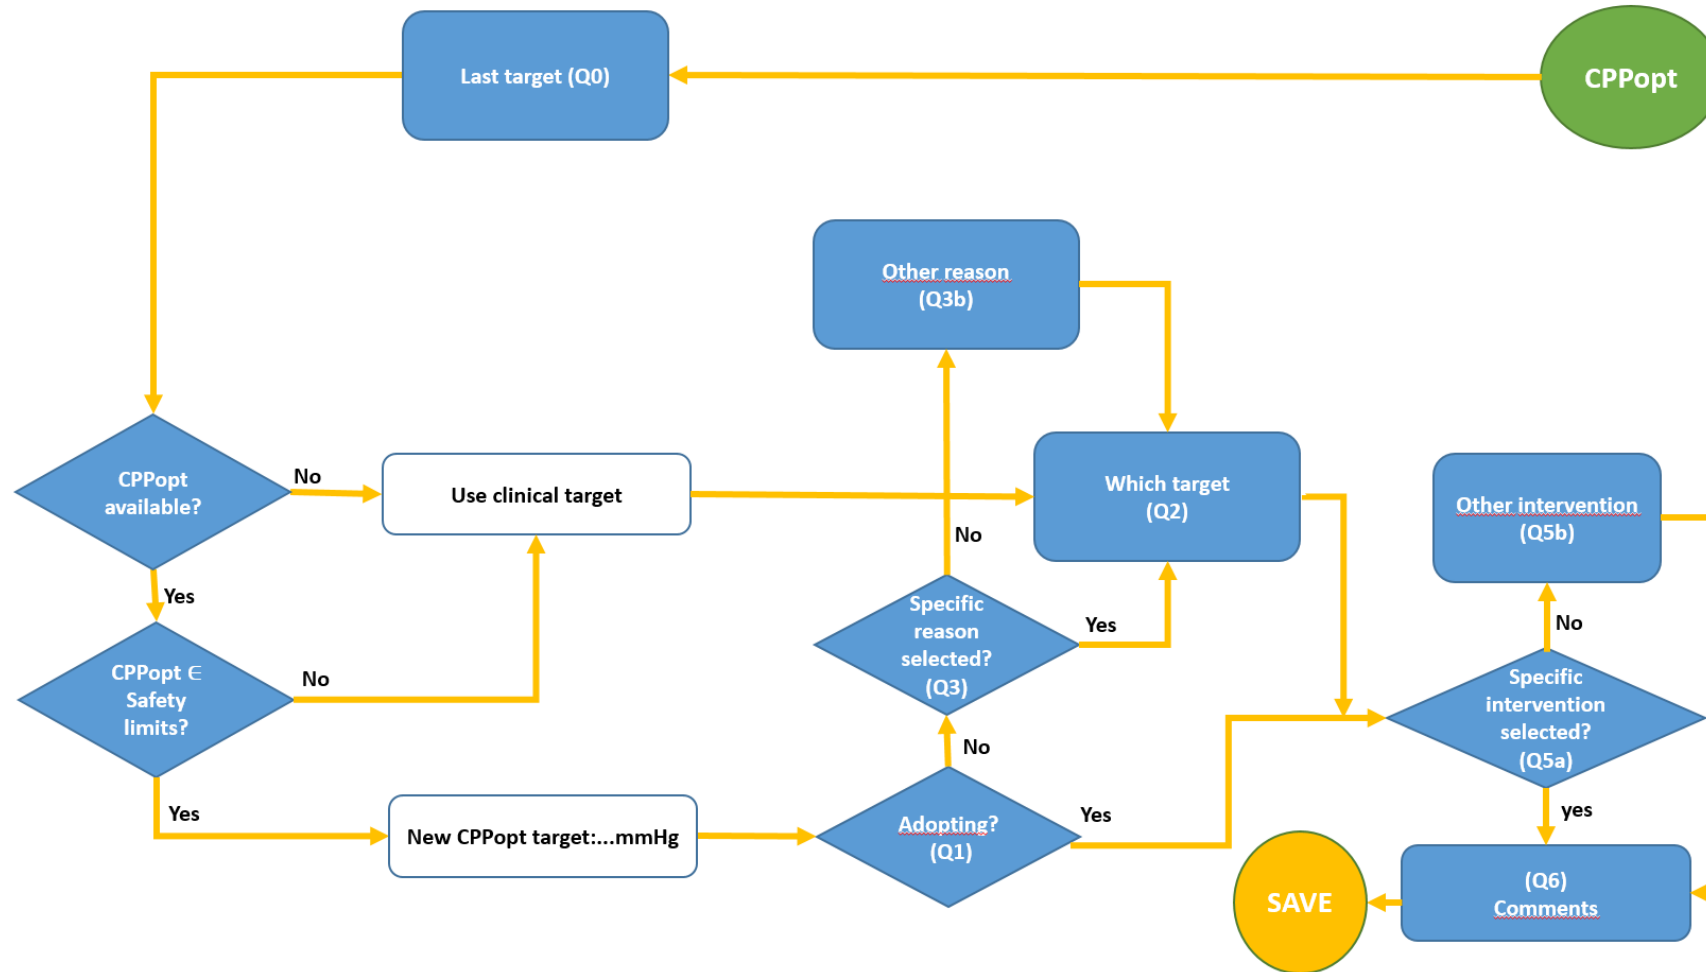 Last target (Q0)
CPPopt
Other reason
(Q3b)
CPPopt
available?
No
Use clinical target
Which target
(Q2)
Other intervention
(Q5b)
No
Yes
Specific
reason
selected?
(Q3)
Yes
No
CPPopt ∈
Safety
limits?
No
Specific
intervention
selected?
(Q5a)
No
Yes
New CPPopt target:...mmHg
Adopting?
(Q1)
Yes
yes
SAVE
(Q6)
Comments